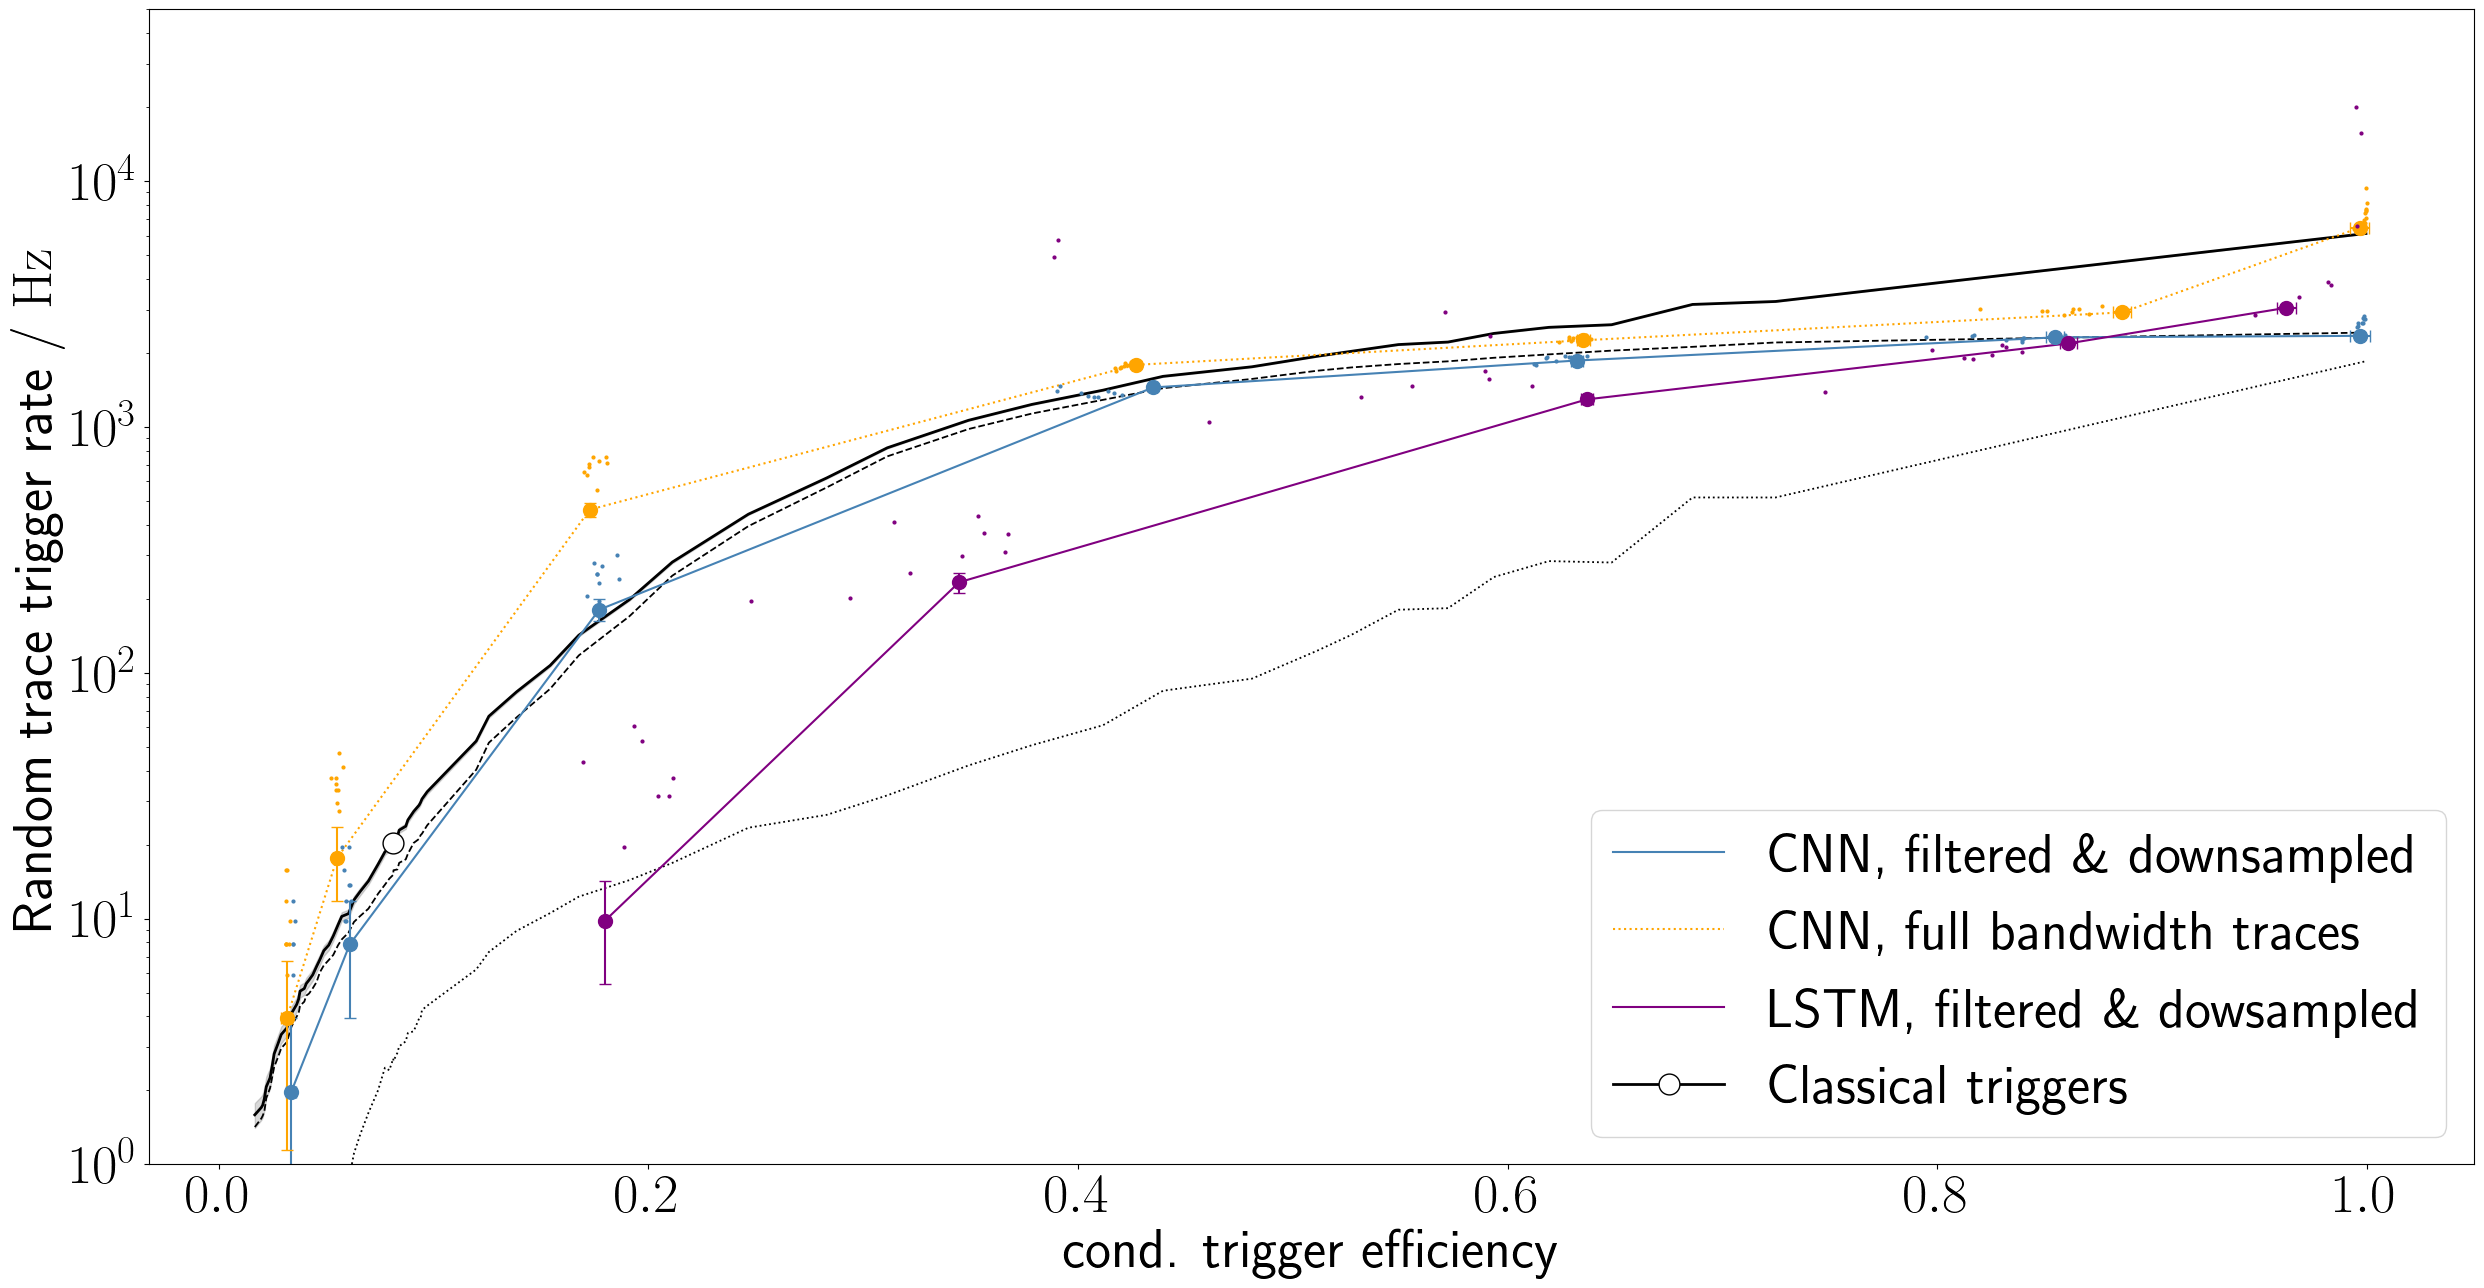 Random trace trigger rate / Hz
10^4
10^3
10^2
10^1
10^0
0.0 0.2 0.4 0.6 0.8 1.0
cond. trigger efficiency
CNN, filtered & downsampled
CNN, full bandwidth traces
LSTM, filtered & dowsampled
Classical triggers